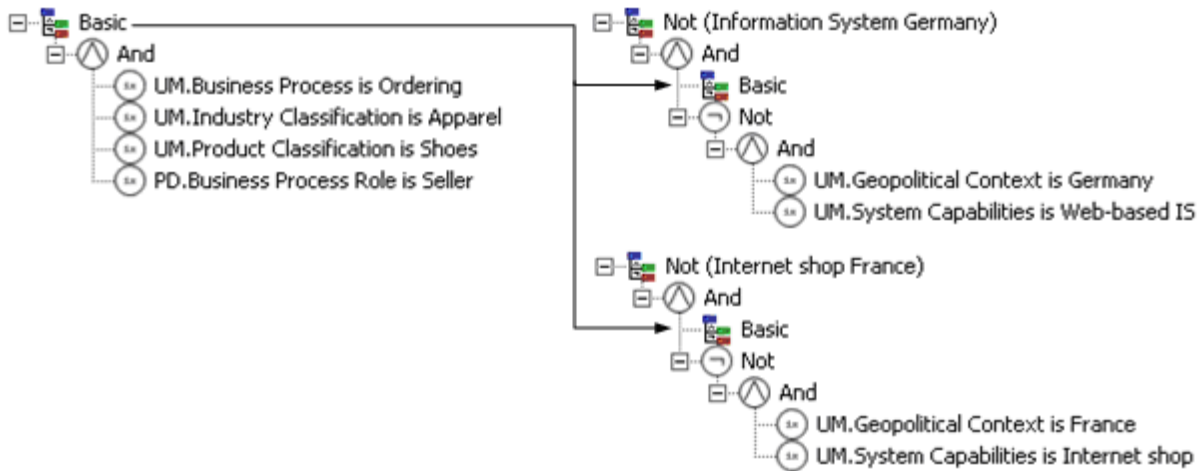 Basic
And
UM.Business Process is Ordering
UM.Industry Classification is Apparel
UM.Product Classification is Shoes
PD.Business Process Role is Seller
Not (Information System Germany)
And
Basic
Not
And
UM.Geopolitical Context is Germany
UM.System Capabilities is Web-based IS
Not (Internet shop France)
And
Basic
Not
And
UM.Geopolitical Context is France
UM.System Capabilities is Internet shop